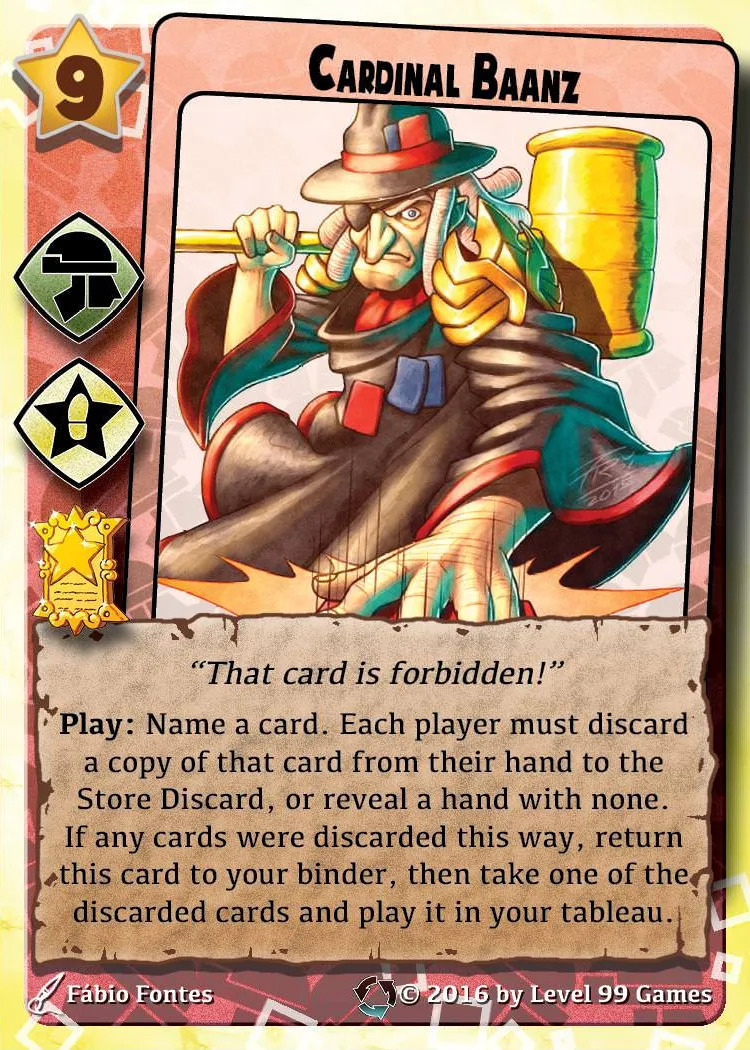 9
Cardinal Baanz
“That card is forbidden!”
Play: Name a card. Each player must discard
a copy of that card from their hand to the
Store Discard, or reveal a hand with none.
If any cards were discarded this way, return
this card to your binder, then take one of the
discarded cards and play it in your tableau.
Fábio Fontes
© 2016 by Level 99 Games